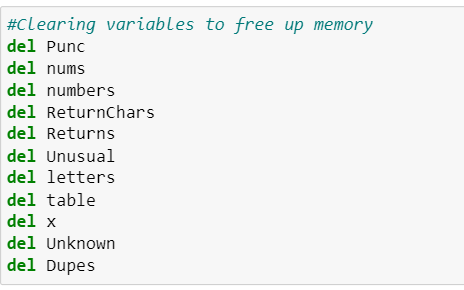 #Clearing variables to free up memory
del Punc
del nums
del numbers
del ReturnChars
del Returns
del Unusual
del letters
del table
del x
del Unknown
del Dupes